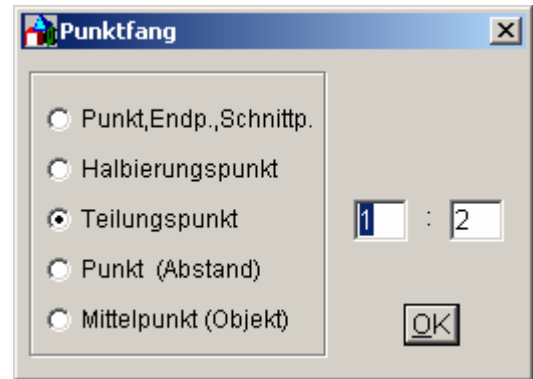 Punktfang
Punkt,Endp.,Schnittp.
Halbierungspunkt
Teilungspunkt
1 : 2
Punkt (Abstand)
Mittelpunkt (Objekt)
OK